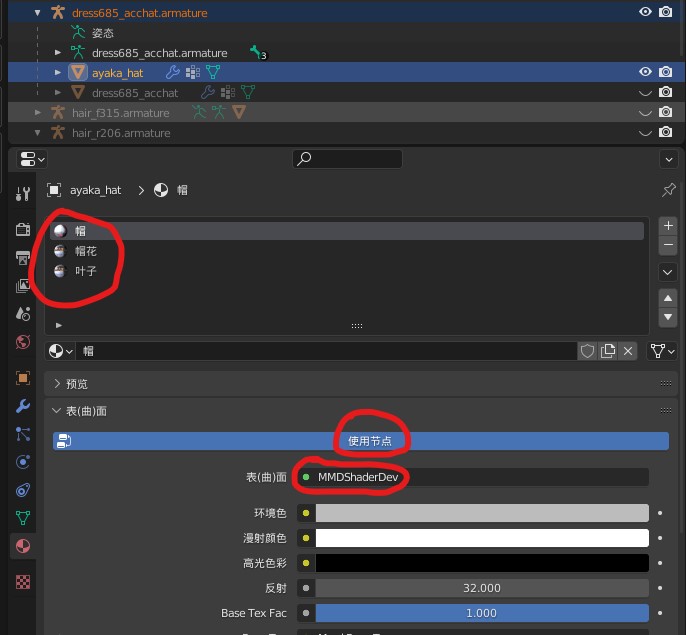 dress685_acchat.armature
姿态
dress685_acchat.armature 3
ayaka_hat
dress685_acchat
hair_f315.armature
hair_r206.armature
ayaka_hat > 帽
帽
帽花
叶子
帽
预览
表(曲)面
使用节点
表(曲)面 MMDShaderDev
环境色
漫射颜色
高光色彩
反射 32.000
Base Tex Fac 1.000